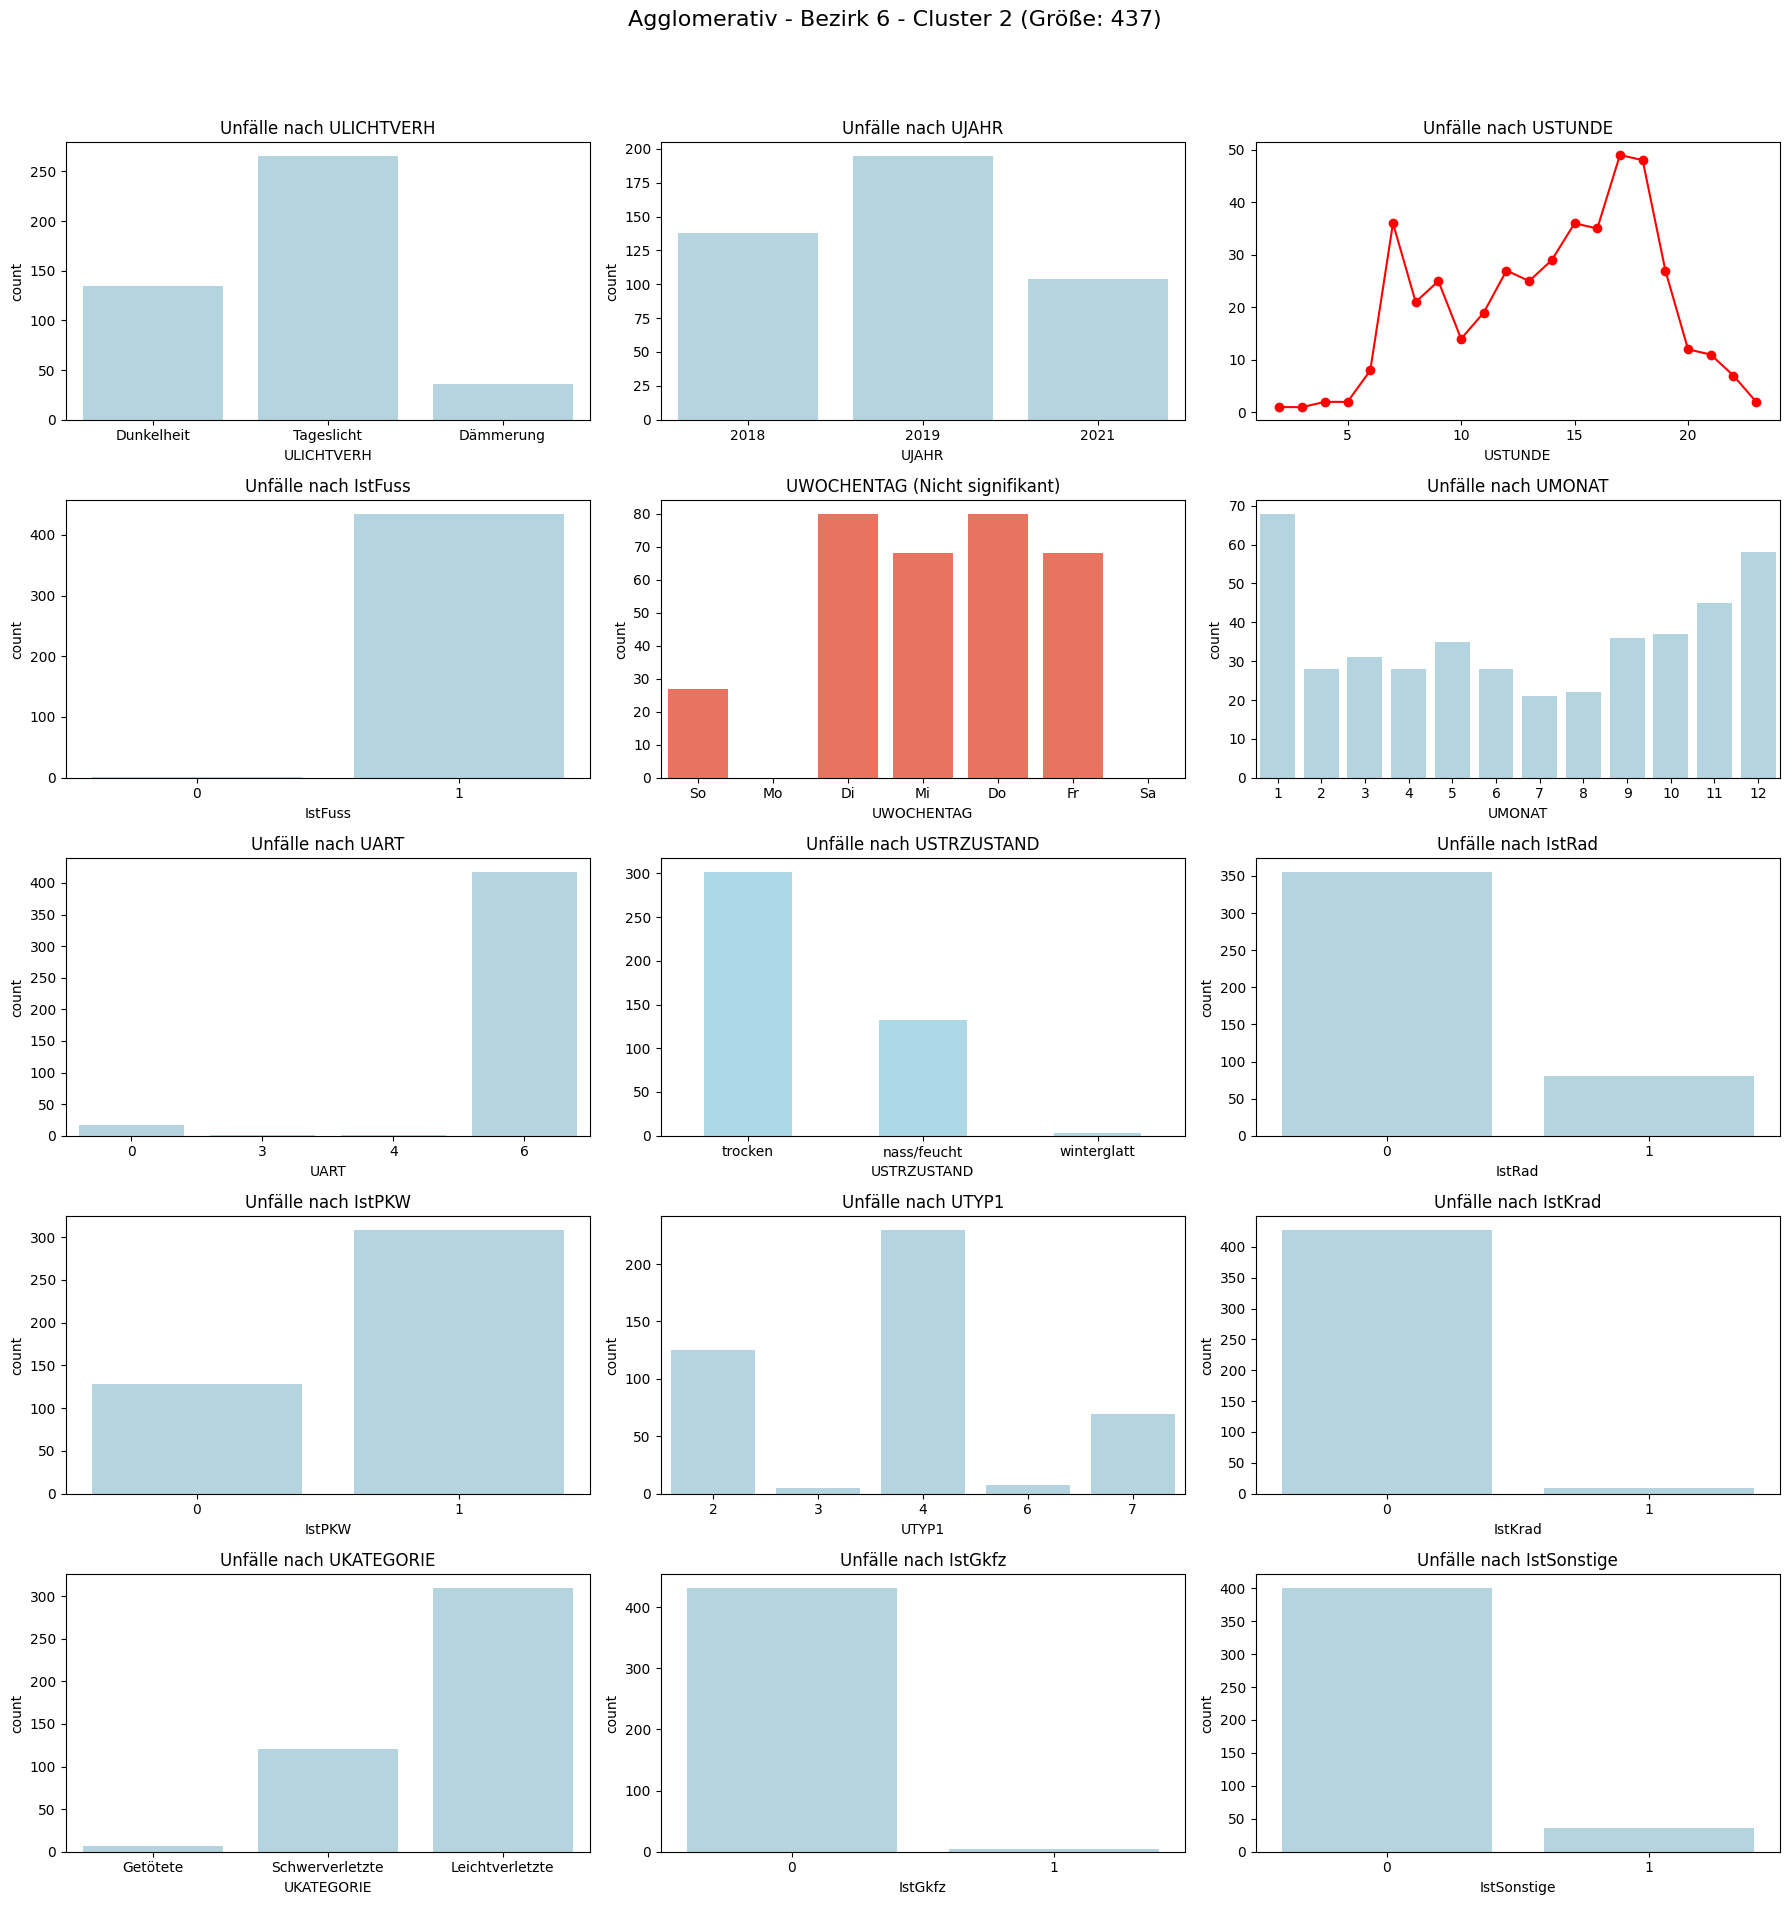 Agglomerativ - Bezirk 6 - Cluster 2 (Größe: 437)
Unfälle nach ULICHTVERH
count
250
200
150
100
50
0
Dunkelheit Tageslicht Dämmerung
ULICHTVERH
Unfälle nach UJAHR
count
200
175
150
125
100
75
50
25
0
2018 2019 2021
UJAHR
Unfälle nach USTUNDE
50
40
30
20
10
0
5 10 15 20
USTUNDE
Unfälle nach IstFuss
count
400
300
200
100
0
0 1
IstFuss
UWOCHENTAG (Nicht signifikant)
count
80
70
60
50
40
30
20
10
0
So Mo Di Mi Do Fr Sa
UWOCHENTAG
Unfälle nach UMONAT
count
70
60
50
40
30
20
10
0
1 2 3 4 5 6 7 8 9 10 11 12
UMONAT
Unfälle nach UART
count
400
350
300
250
200
150
100
50
0
0 3 4 6
UART
Unfälle nach USTRZUSTAND
300
250
200
150
100
50
0
trocken nass/feucht winterglatt
USTRZUSTAND
Unfälle nach IstRad
count
350
300
250
200
150
100
50
0
0 1
IstRad
Unfälle nach IstPKW
count
300
250
200
150
100
50
0
0 1
IstPKW
Unfälle nach UTYP1
count
200
150
100
50
0
2 3 4 6 7
UTYP1
Unfälle nach IstKrad
count
400
350
300
250
200
150
100
50
0
0 1
IstKrad
Unfälle nach UKATEGORIE
count
300
250
200
150
100
50
0
Getötete Schwerverletzte Leichtverletzte
UKATEGORIE
Unfälle nach IstGkfz
count
400
300
200
100
0
0 1
IstGkfz
Unfälle nach IstSonstige
count
400
350
300
250
200
150
100
50
0
0 1
IstSonstige